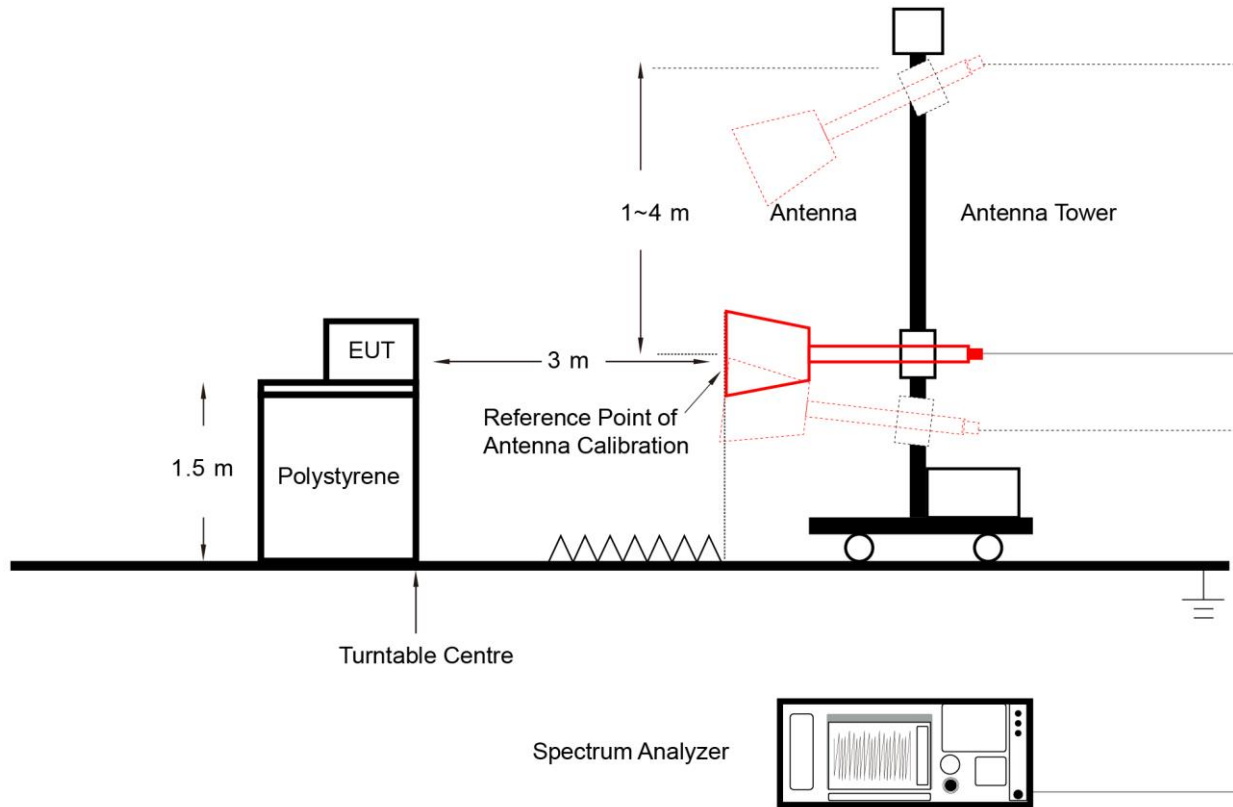 1~4 m
Antenna
Antenna Tower
EUT
3 m
Reference Point of
Antenna Calibration
1.5 m
Polystyrene
Turntable Centre
Spectrum Analyzer